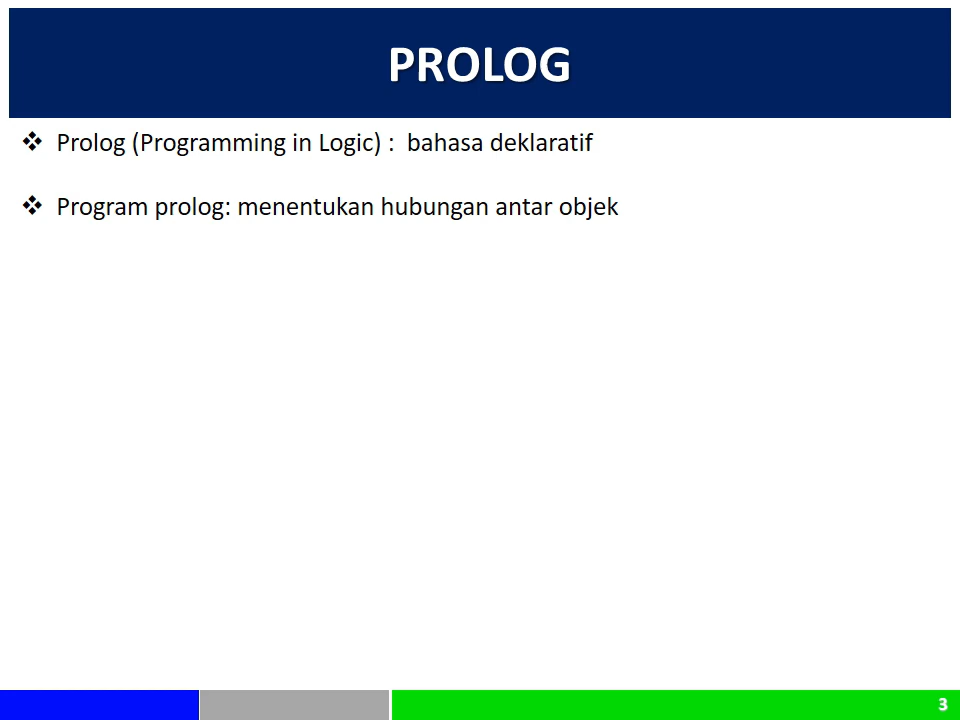 PROLOG
❖ Prolog (Programming in Logic) : bahasa deklaratif
❖ Program prolog: menentukan hubungan antar objek
3